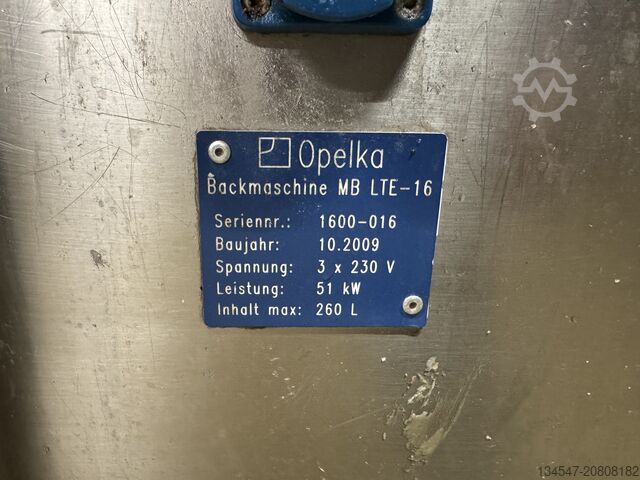 Opelka
Backmaschine MB LTE-16
Seriennr.: 1600-016
Baujahr: 10.2009
Spannung: 3 x 230 V
Leistung: 51 kW
Inhalt max: 260 L
134547-20808182